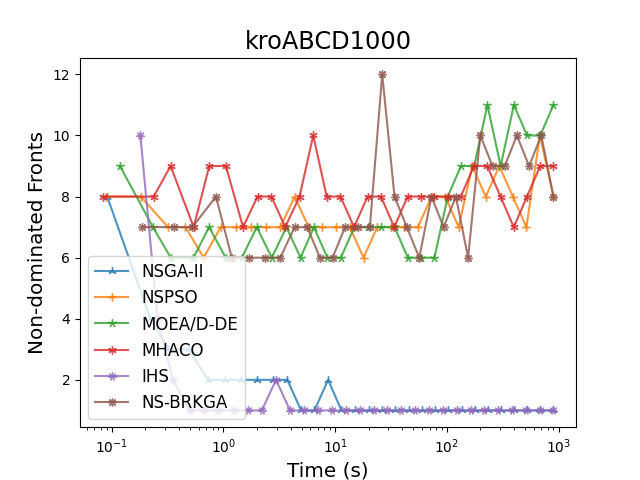 kroABCD1000
Non-dominated Fronts
12
10
8
6
4
2
NSGA-II
NSPSO
MOEA/D-DE
MHACO
IHS
NS-BRKGA
10⁻¹ 10⁰ 10¹ 10² 10³
Time (s)